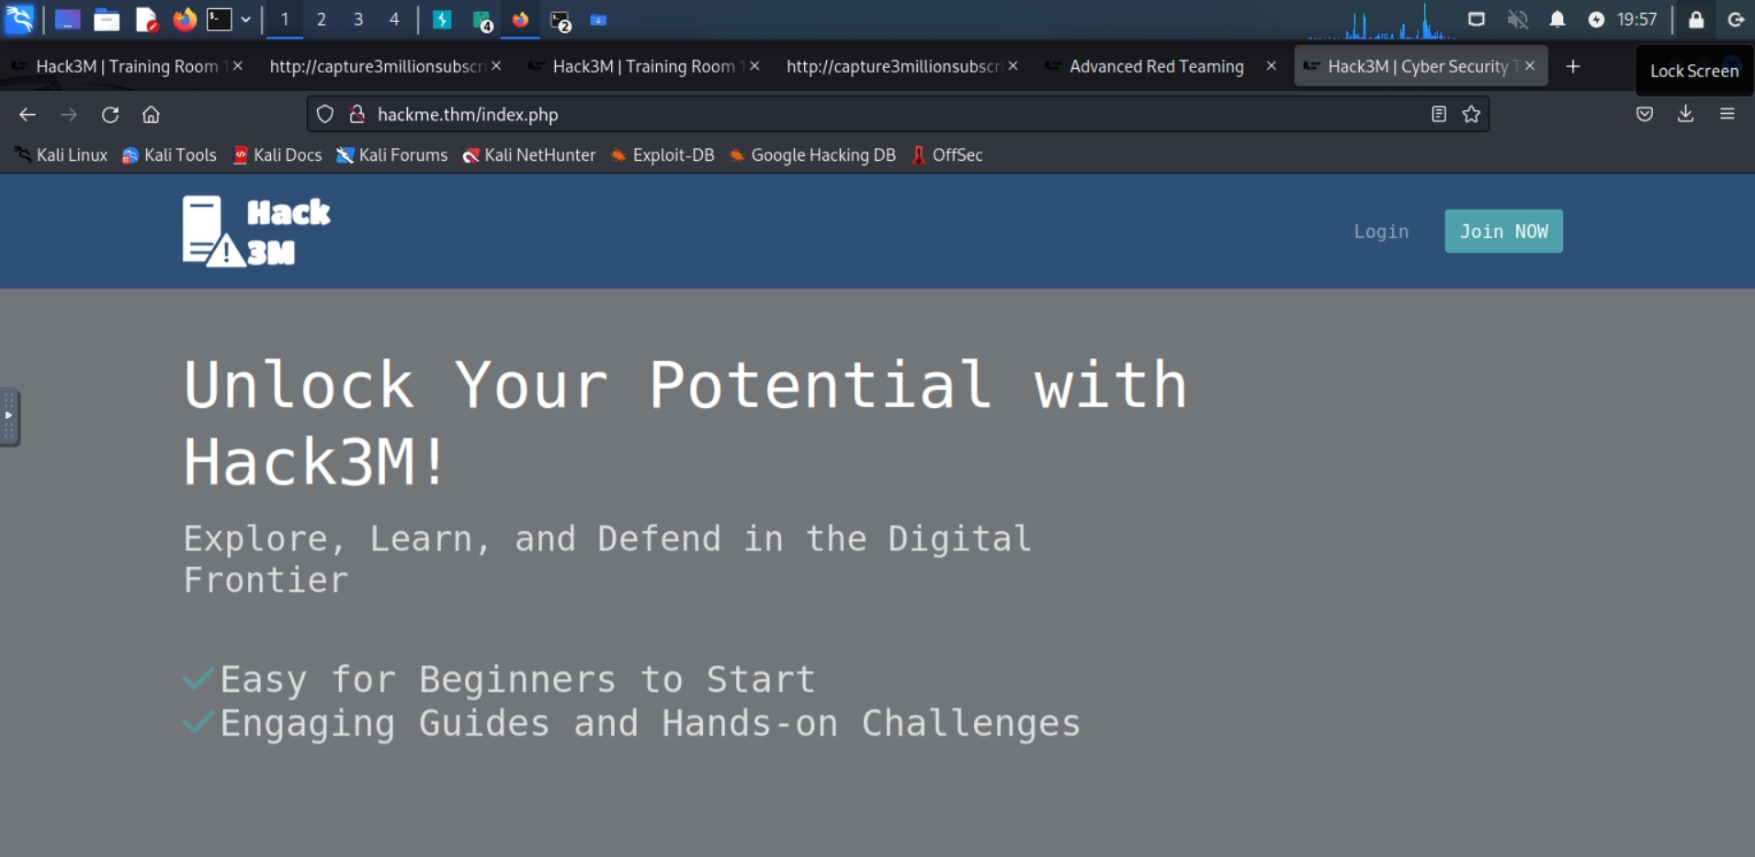 1 2 3 4
4
2
19:57
Hack3M | Training Room
http://capture3millionsubscri
Hack3M | Training Room
http://capture3millionsubscri
Advanced Red Teaming
Hack3M | Cyber Security
Lock Screen
hackme.thm/index.php
Kali Linux
Kali Tools
Kali Docs
Kali Forums
Kali NetHunter
Exploit-DB
Google Hacking DB
OffSec
Hack
3M
Login
Join NOW
Unlock Your Potential with
Hack3M!
Explore, Learn, and Defend in the Digital
Frontier
Easy for Beginners to Start
Engaging Guides and Hands-on Challenges